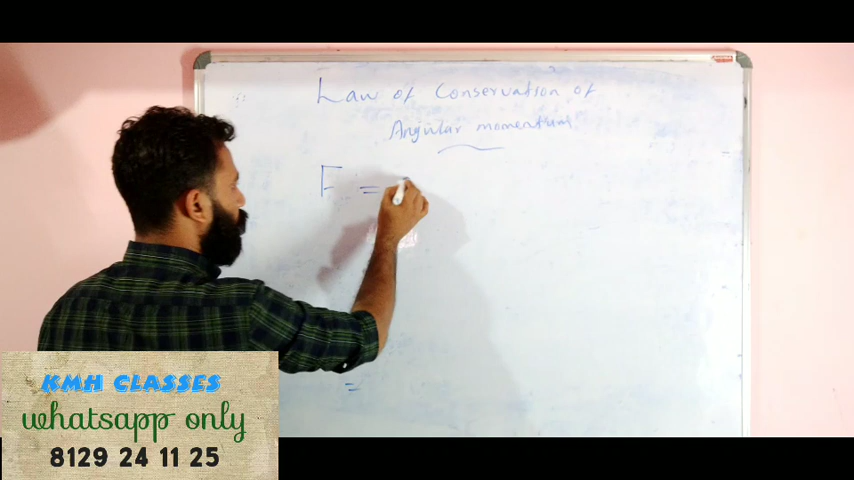 Law of Conservation of
Angular momentum
F =
=
KMH CLASSES
whatsapp only
8129 24 11 25